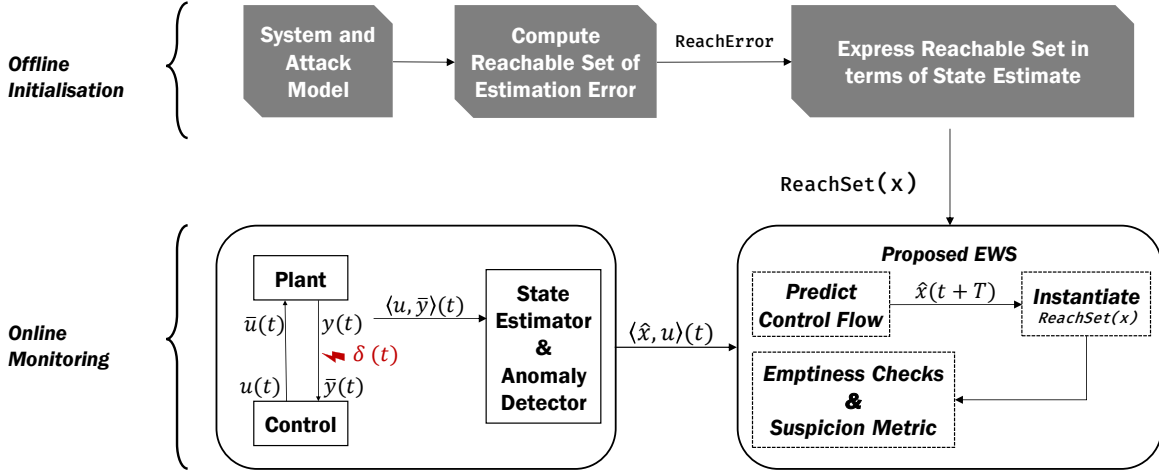 Offline
Initialisation
System and
Attack
Model
Compute
Reachable Set of
Estimation Error
ReachError
Express Reachable Set in
terms of State Estimate
ReachSet(x)
Online
Monitoring
Plant
ū(t)
y(t)
δ (t)
u(t)
ȳ(t)
Control
⟨u, ȳ⟩(t)
State
Estimator
&
Anomaly
Detector
⟨x̂, u⟩(t)
Proposed EWS
Predict
Control Flow
x̂(t + T)
Instantiate
ReachSet(x)
Emptiness Checks
&
Suspicion Metric